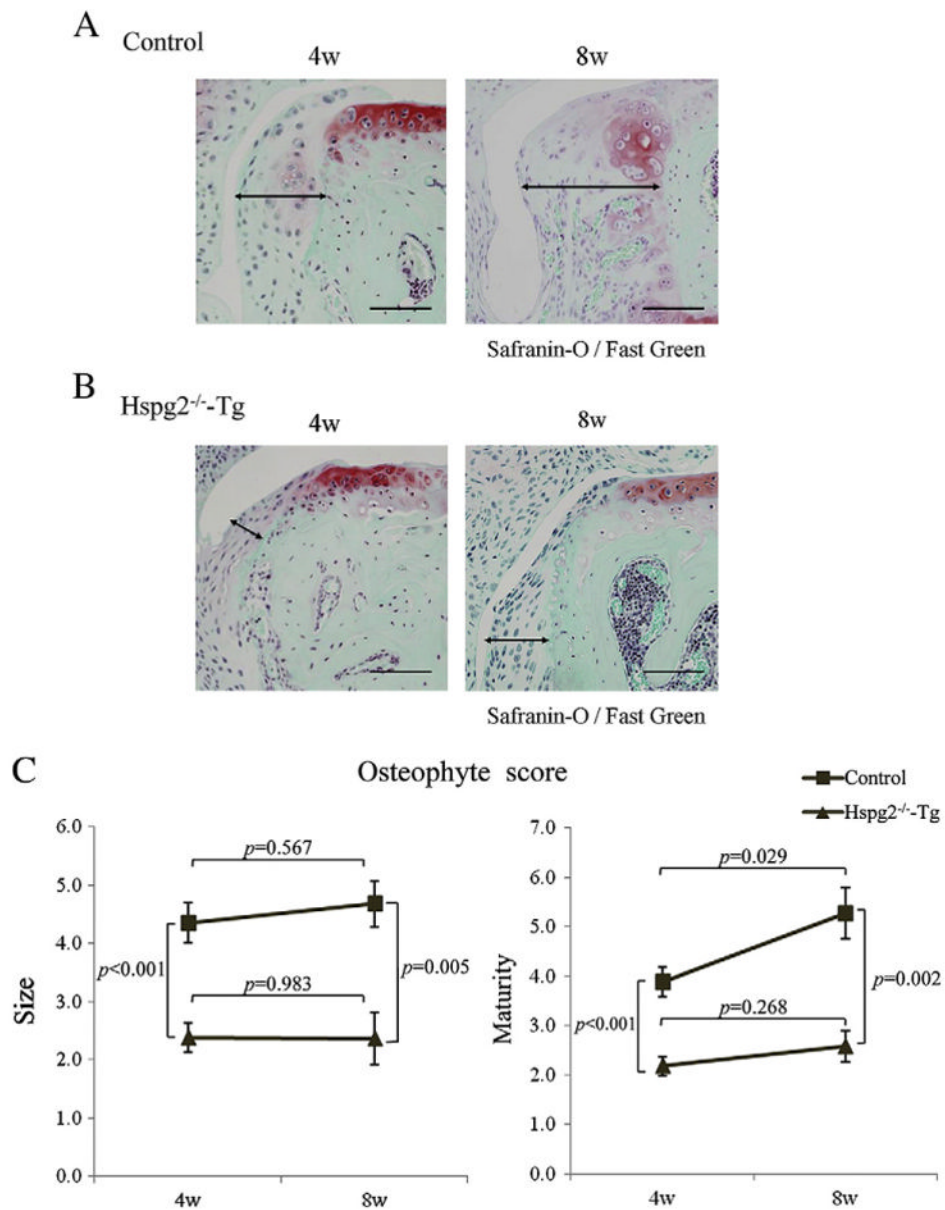 A
Control
4w
8w
Safranin-O / Fast Green
B
Hspg2-/--Tg
4w
8w
Safranin-O / Fast Green
C
Osteophyte score
Control
Hspg2-/--Tg
Size
6.0
5.0
4.0
3.0
2.0
1.0
0.0
p=0.567
p<0.001
p=0.983
p=0.005
4w
8w
Maturity
7.0
6.0
5.0
4.0
3.0
2.0
1.0
0.0
p=0.029
p<0.001
p=0.268
p=0.002
4w
8w